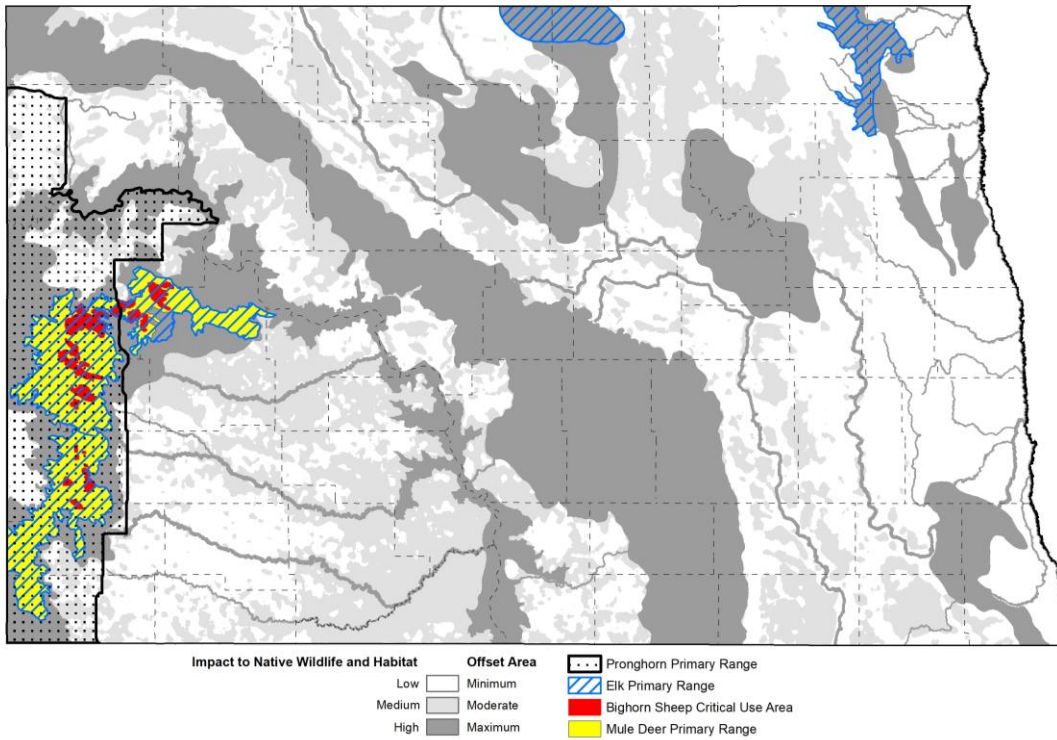 Impact to Native Wildlife and Habitat Offset Area
Low Minimum
Medium Moderate
High Maximum
Pronghorn Primary Range
Elk Primary Range
Bighorn Sheep Critical Use Area
Mule Deer Primary Range